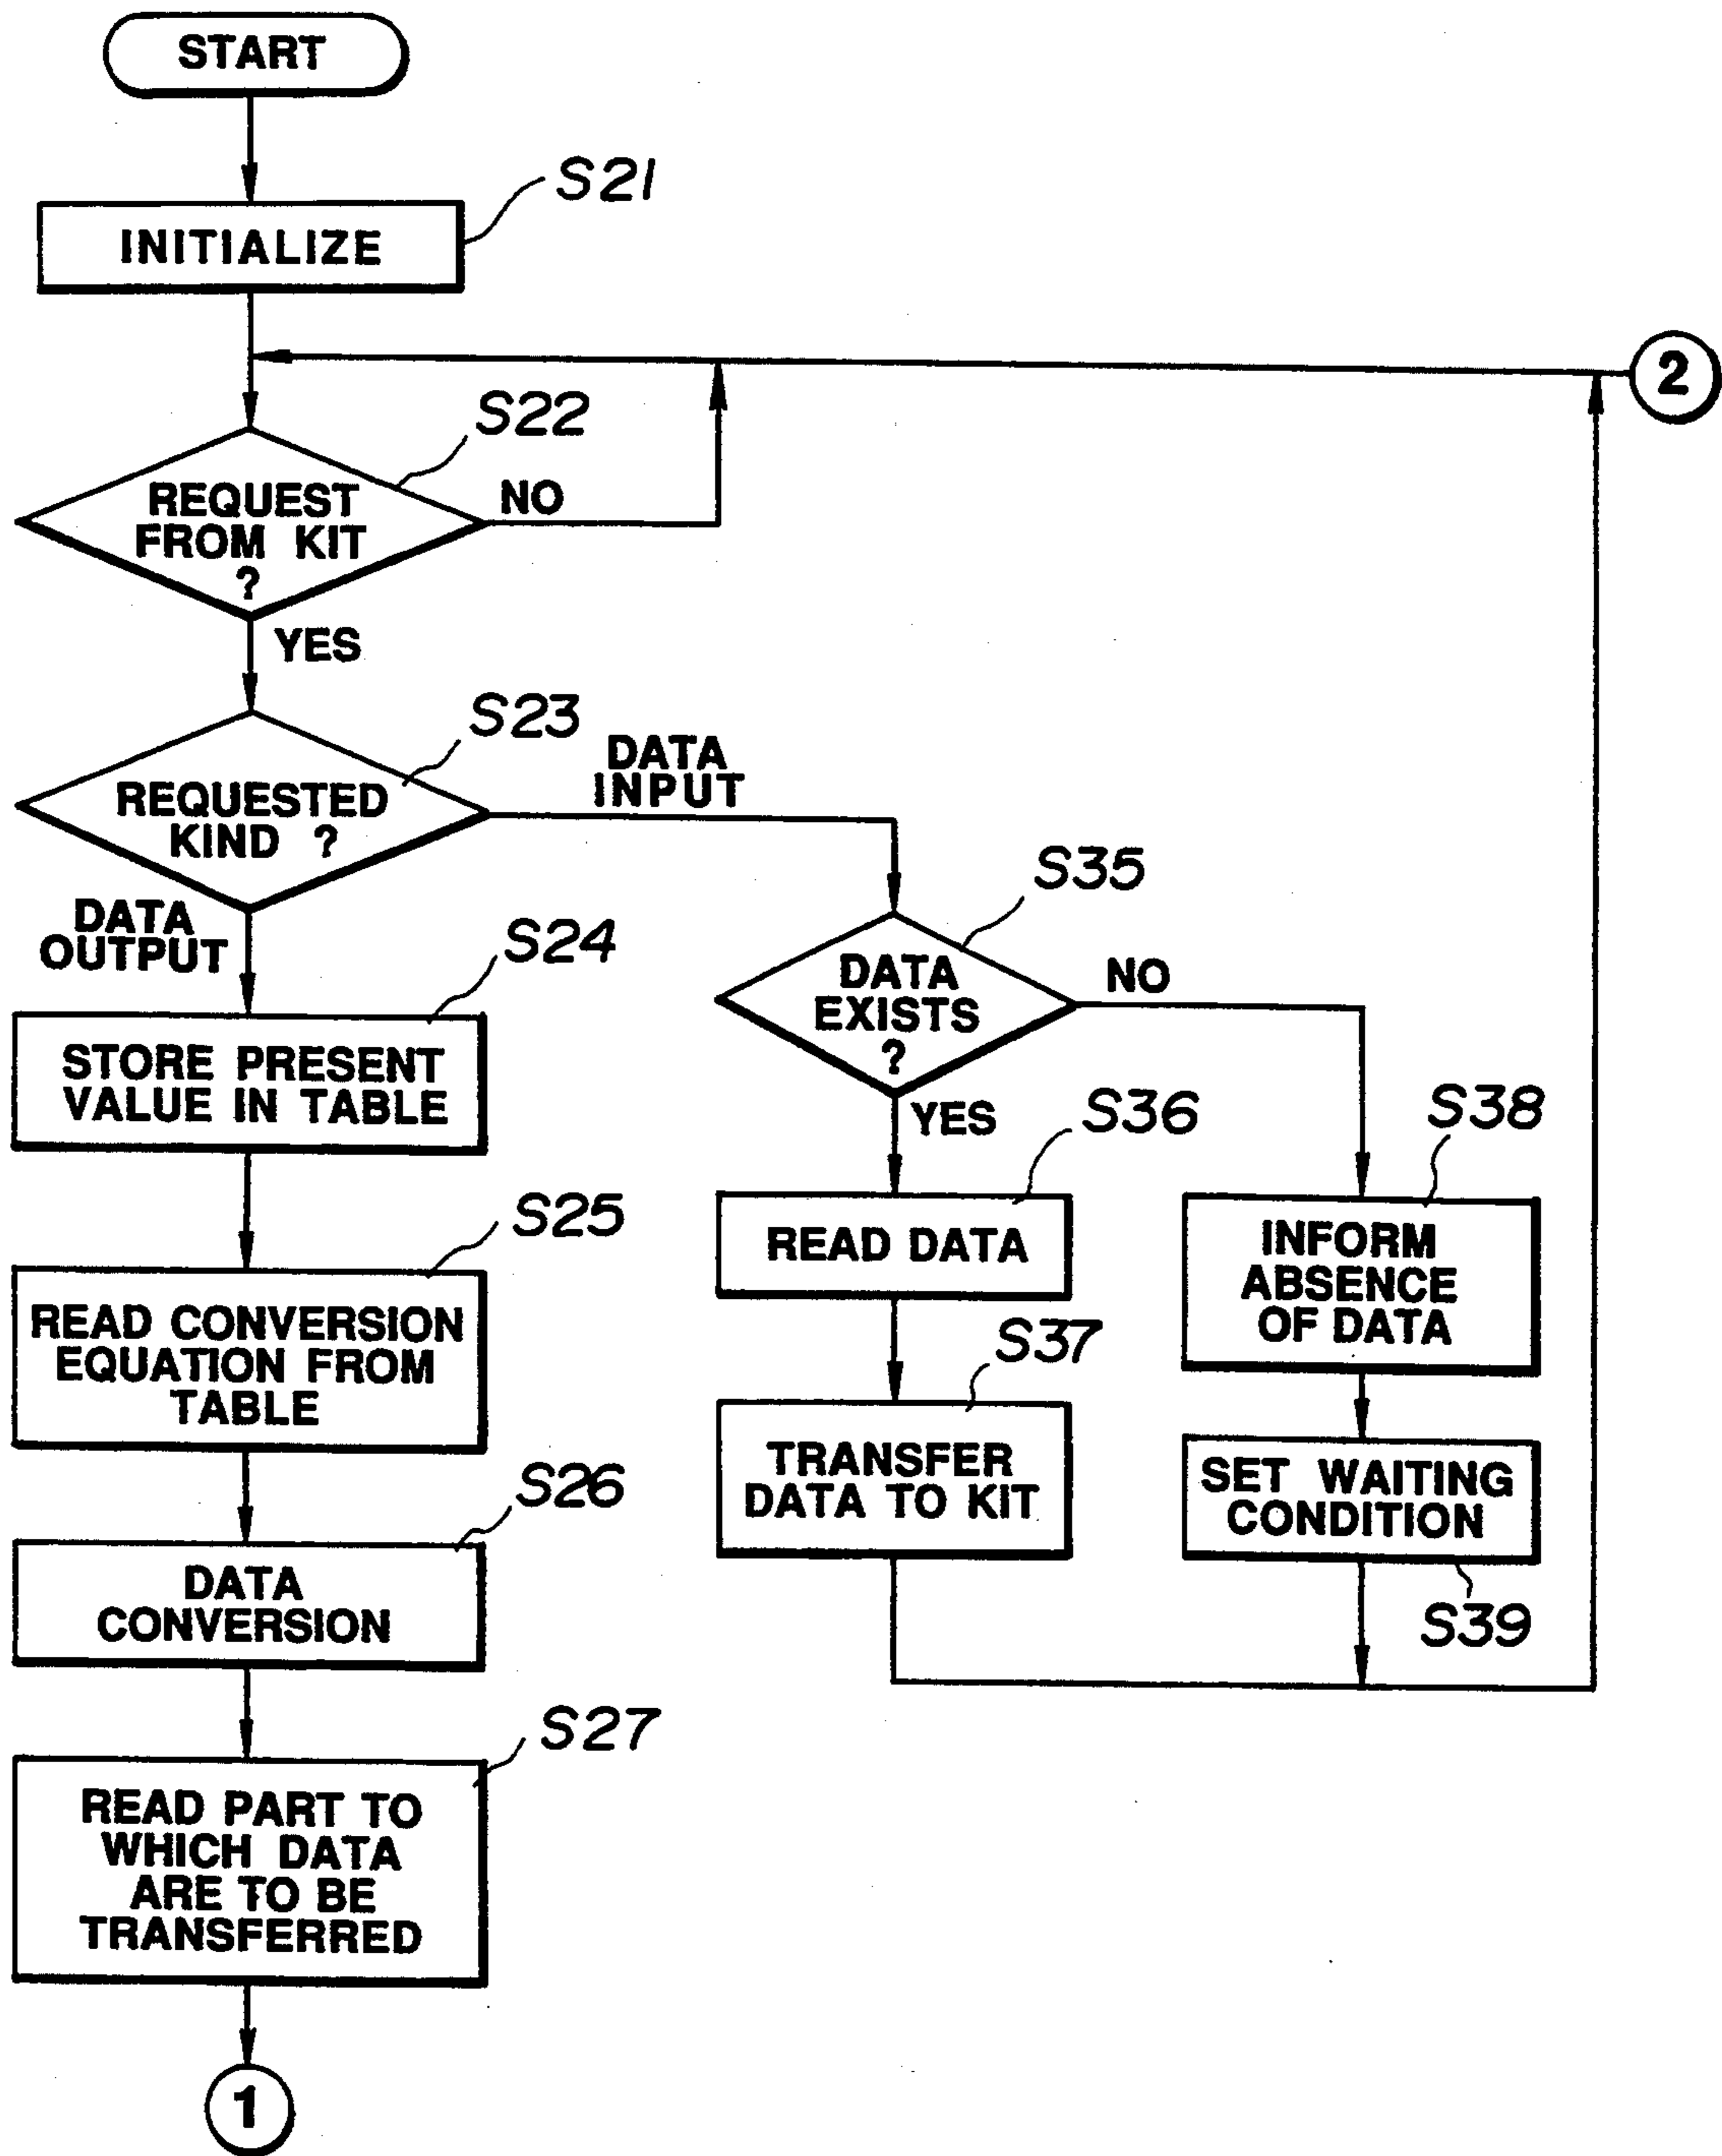 START
S21
INITIALIZE
2
S22
REQUEST
FROM KIT
?
NO
YES
S23
REQUESTED
KIND ?
DATA
INPUT
DATA
OUTPUT
S24
STORE PRESENT
VALUE IN TABLE
S25
READ CONVERSION
EQUATION FROM
TABLE
S26
DATA
CONVERSION
S27
READ PART TO
WHICH DATA
ARE TO BE
TRANSFERRED
1
S35
DATA
EXISTS
?
NO
YES
S36
READ DATA
S37
TRANSFER
DATA TO KIT
S38
INFORM
ABSENCE
OF DATA
SET WAITING
CONDITION
S39